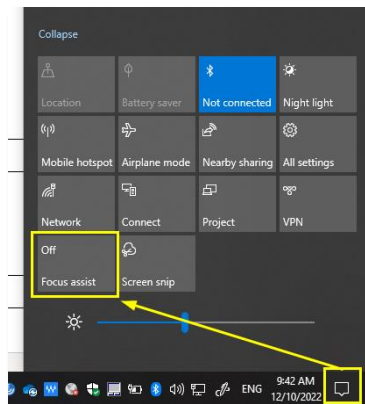 Collapse
Location Battery saver Not connected Night light
Mobile hotspot Airplane mode Nearby sharing All settings
Network Connect Project VPN
Off
Focus assist Screen snip
ENG 9:42 AM
12/10/2022